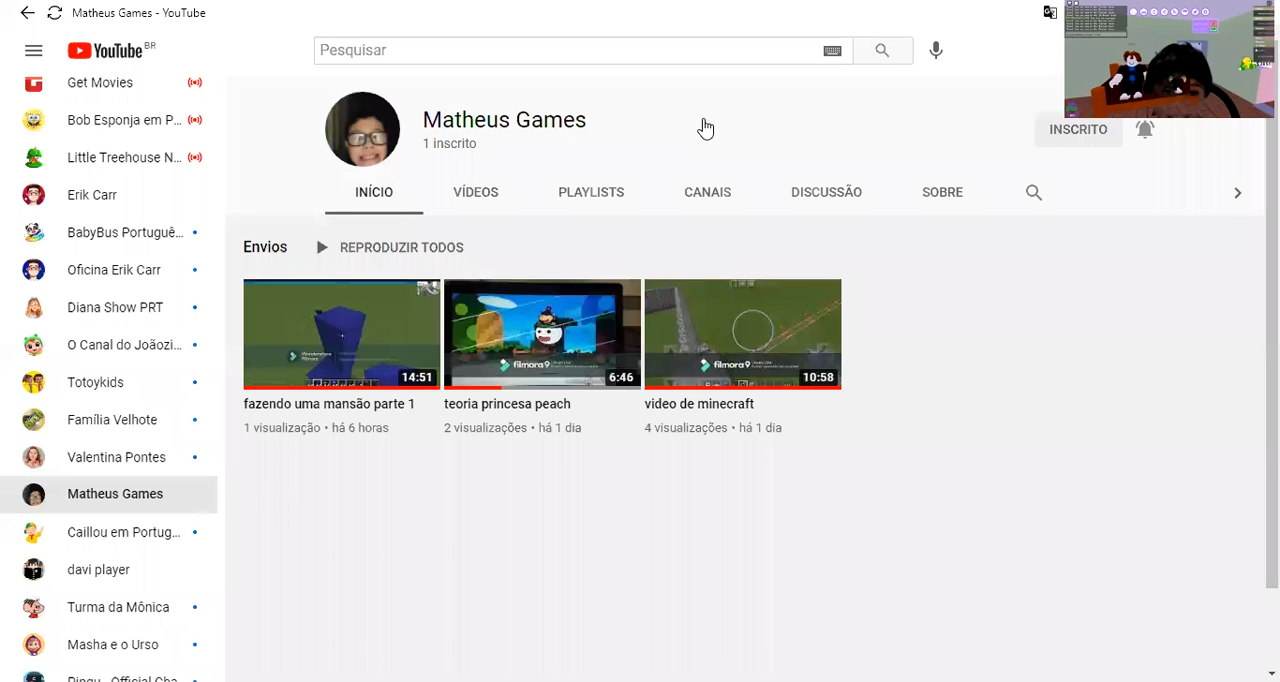 Matheus Games - YouTube
YouTube BR
Pesquisar
Get Movies
Bob Esponja em P...
Little Treehouse N...
Erik Carr
BabyBus Portuguê...
Oficina Erik Carr
Diana Show PRT
O Canal do Joãozi...
Totoykids
Família Velhote
Valentina Pontes
Matheus Games
Caillou em Portug...
davi player
Turma da Mônica
Masha e o Urso
Pingu - Official Cha...
Matheus Games
1 inscrito
INSCRITO
INÍCIO VÍDEOS PLAYLISTS CANAIS DISCUSSÃO SOBRE
Envios REPRODUZIR TODOS
14:51
fazendo uma mansão parte 1
1 visualização • há 6 horas
filmora9
6:46
teoria princesa peach
2 visualizações • há 1 dia
filmora9
10:58
video de minecraft
4 visualizações • há 1 dia